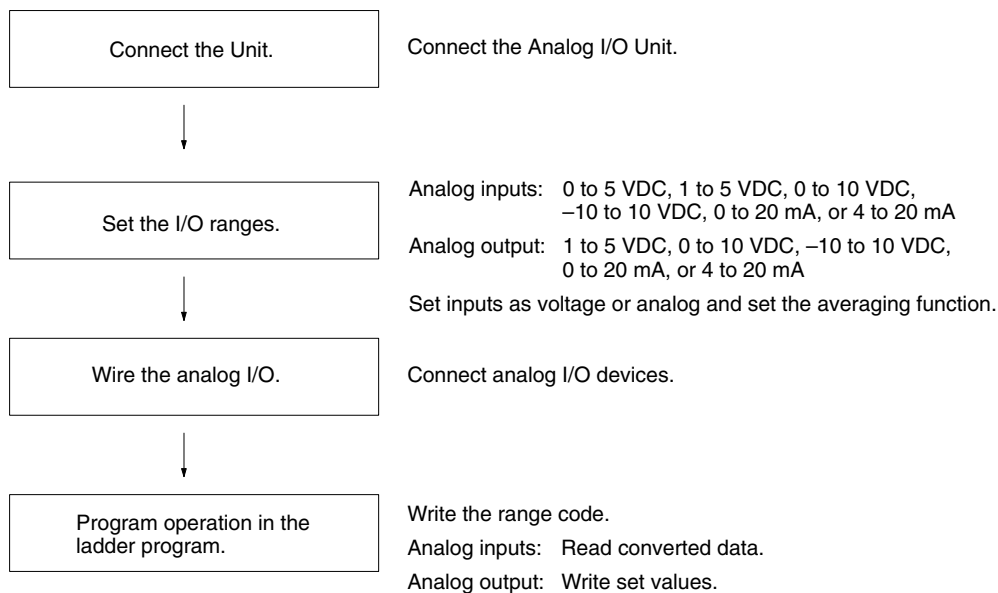 Connect the Unit.
Connect the Analog I/O Unit.
Set the I/O ranges.
Analog inputs: 0 to 5 VDC, 1 to 5 VDC, 0 to 10 VDC,
–10 to 10 VDC, 0 to 20 mA, or 4 to 20 mA
Analog output: 1 to 5 VDC, 0 to 10 VDC, –10 to 10 VDC,
0 to 20 mA, or 4 to 20 mA
Set inputs as voltage or analog and set the averaging function.
Wire the analog I/O.
Connect analog I/O devices.
Program operation in the
ladder program.
Write the range code.
Analog inputs: Read converted data.
Analog output: Write set values.